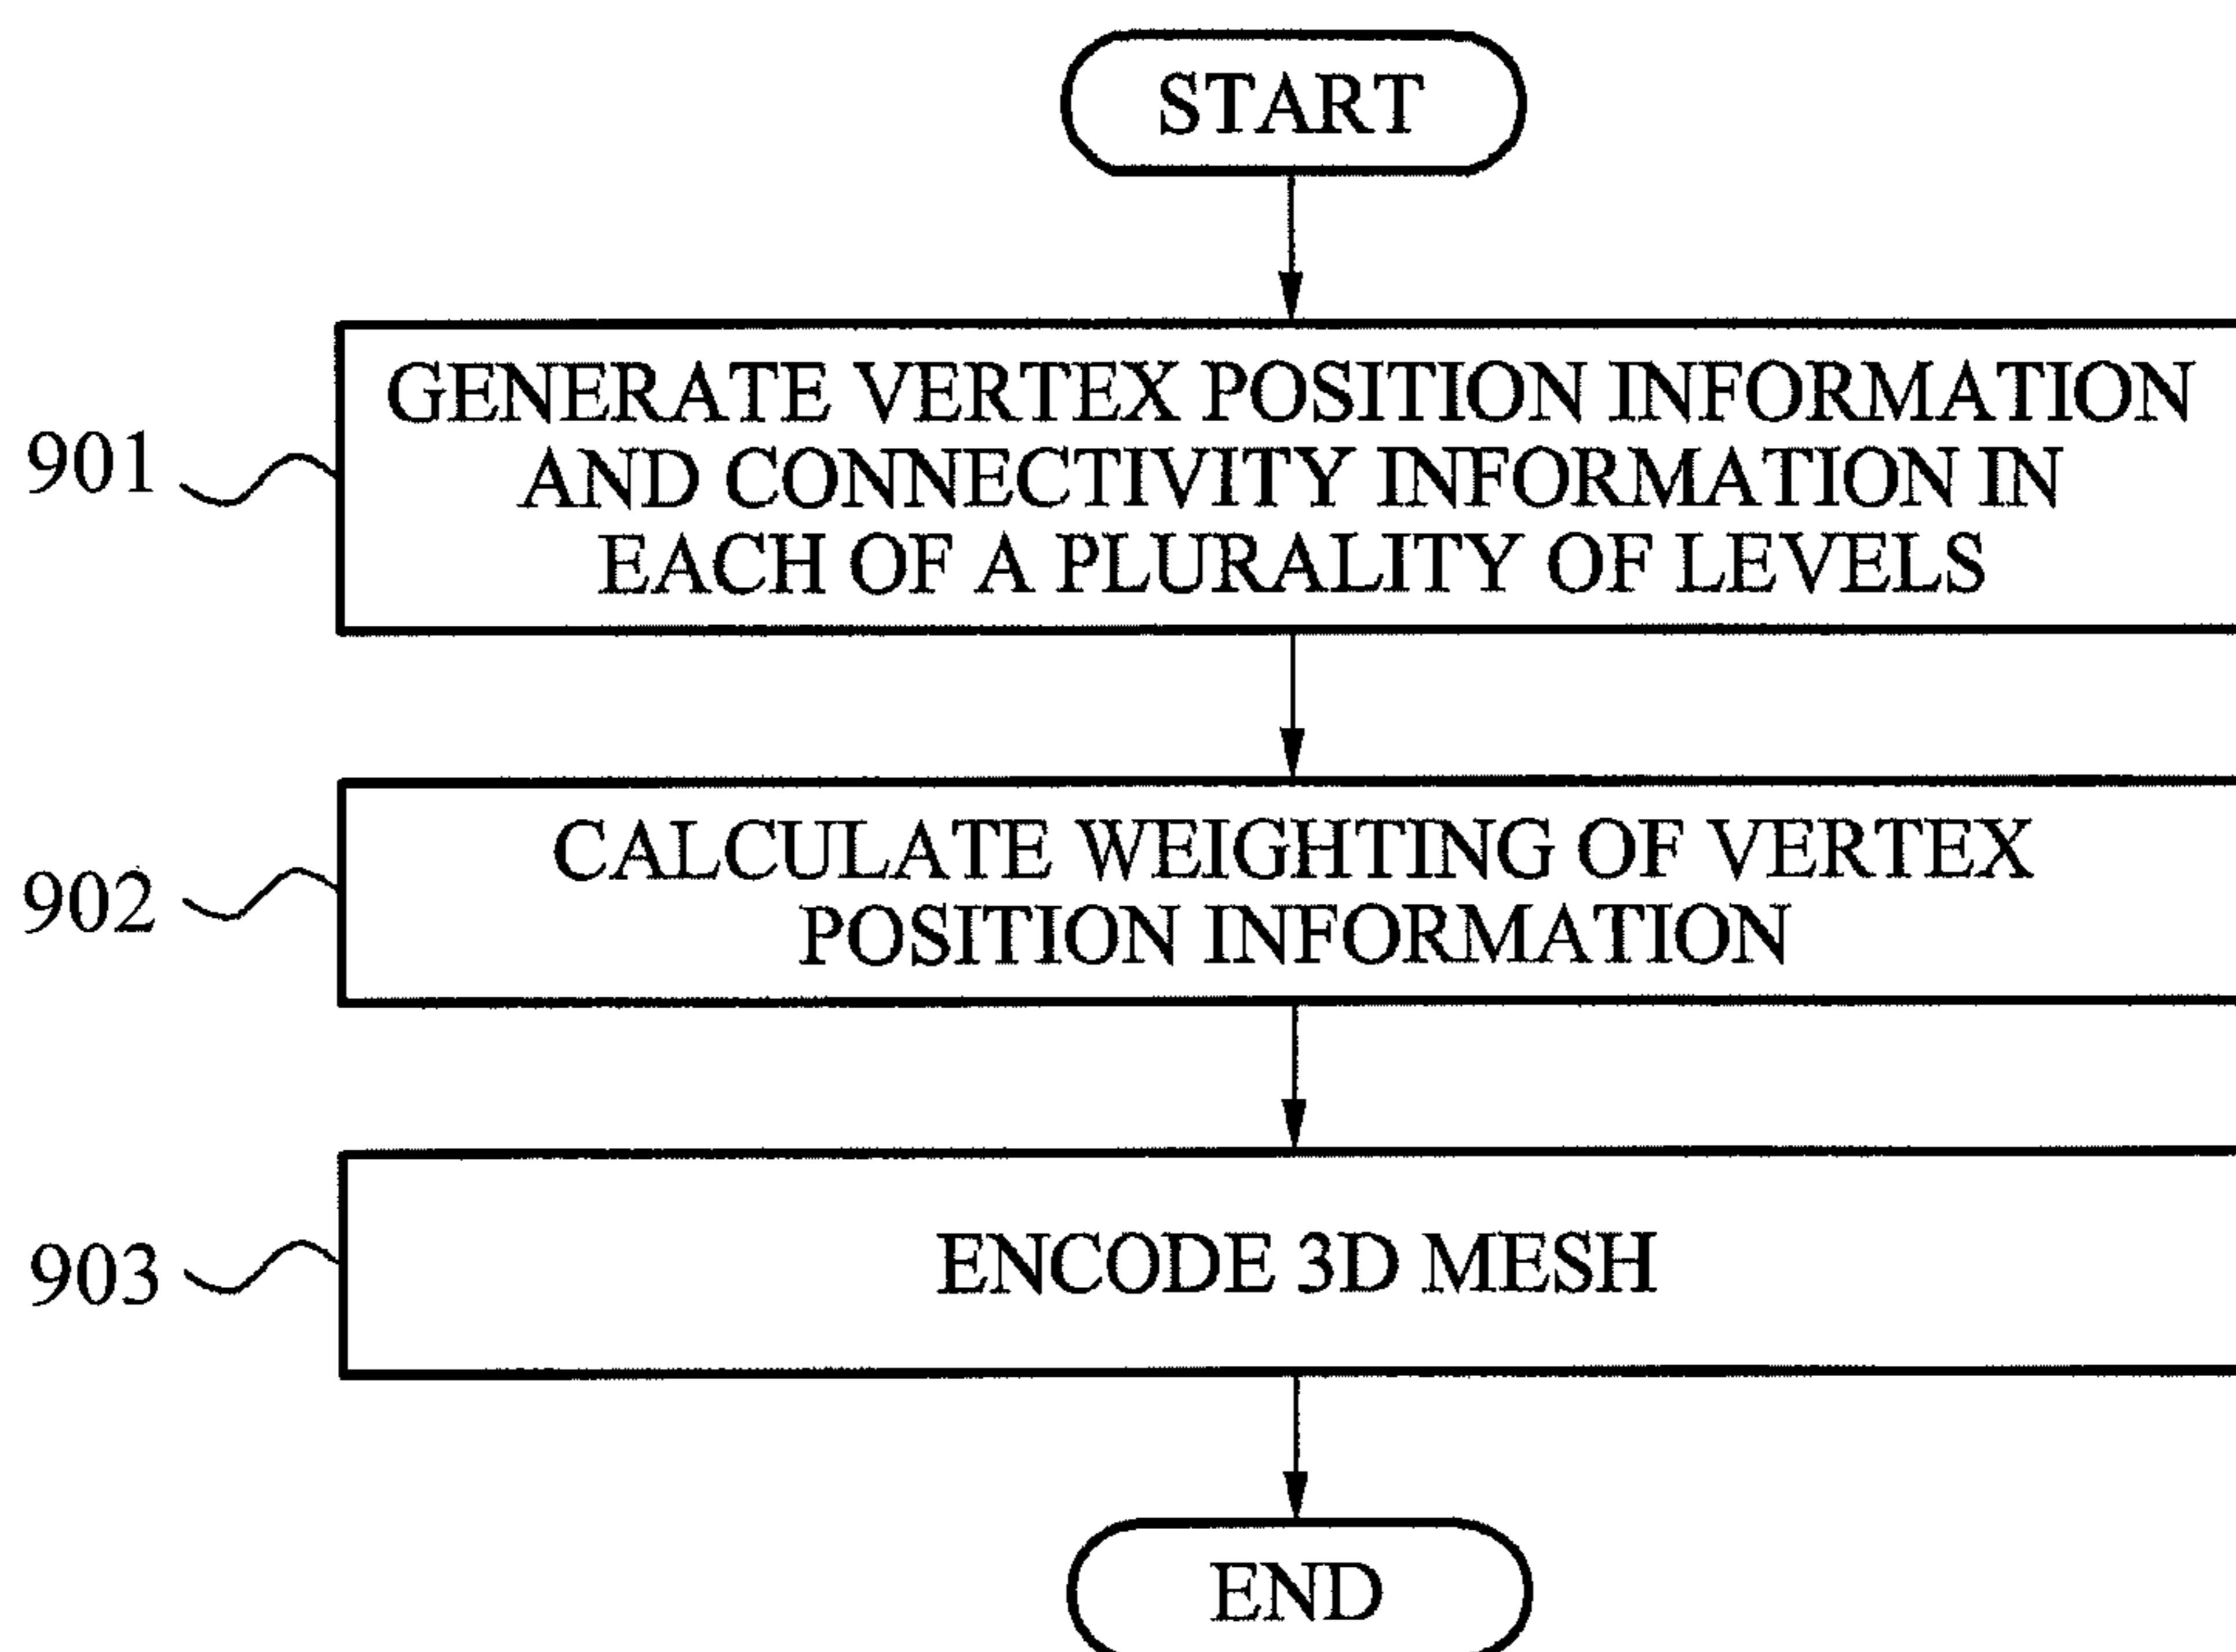 START
901
GENERATE VERTEX POSITION INFORMATION
AND CONNECTIVITY INFORMATION IN
EACH OF A PLURALITY OF LEVELS
902
CALCULATE WEIGHTING OF VERTEX
POSITION INFORMATION
903
ENCODE 3D MESH
END